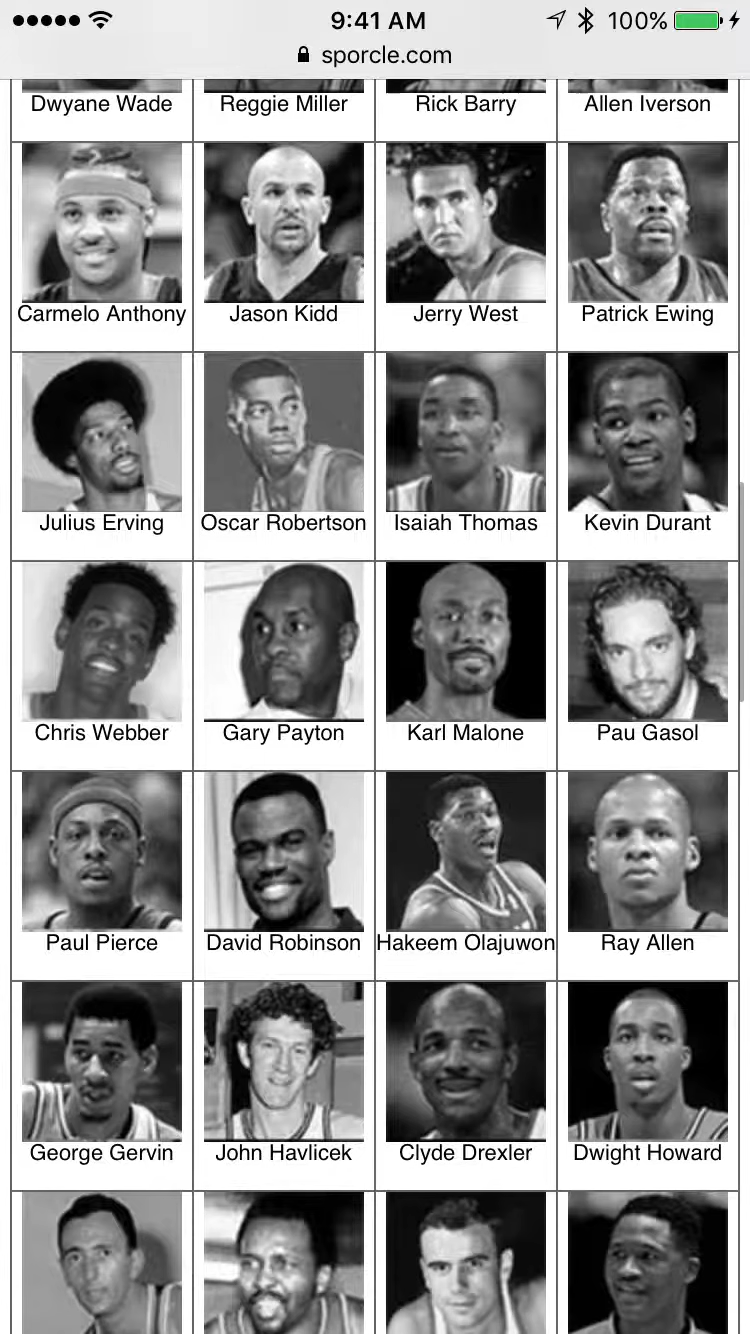 9:41 AM
100%
sporcle.com
Dwyane Wade
Reggie Miller
Rick Barry
Allen Iverson
Carmelo Anthony
Jason Kidd
Jerry West
Patrick Ewing
Julius Erving
Oscar Robertson
Isaiah Thomas
Kevin Durant
Chris Webber
Gary Payton
Karl Malone
Pau Gasol
Paul Pierce
David Robinson
Hakeem Olajuwon
Ray Allen
George Gervin
John Havlicek
Clyde Drexler
Dwight Howard